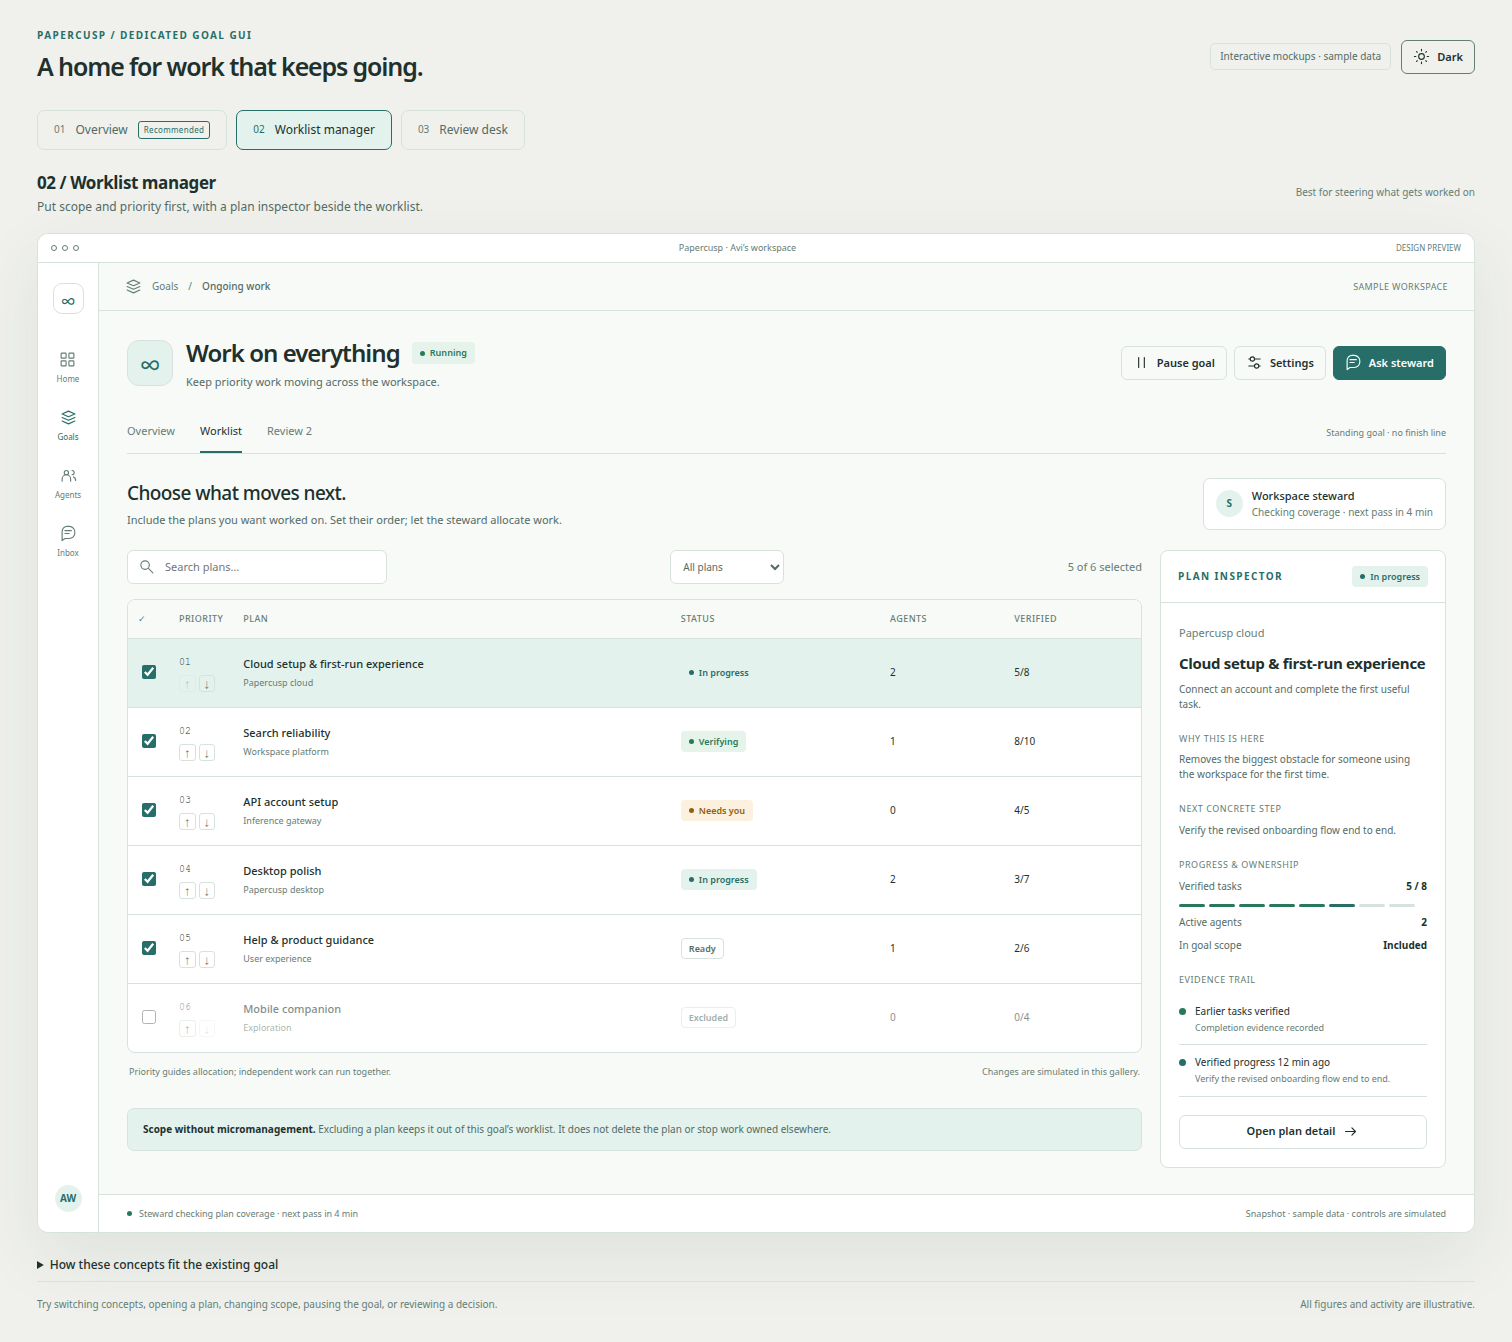 PAPERCUSP / DEDICATED GOAL GUI
A home for work that keeps going.
Interactive mockups · sample data
Dark
01 Overview Recommended
02 Worklist manager
03 Review desk
02 / Worklist manager
Put scope and priority first, with a plan inspector beside the worklist.
Best for steering what gets worked on
Papercusp · Avi's workspace
DESIGN PREVIEW
∞
Home
Goals
Agents
Inbox
AW
Goals / Ongoing work
SAMPLE WORKSPACE
∞
Work on everything
Running
Keep priority work moving across the workspace.
Pause goal
Settings
Ask steward
Overview
Worklist
Review 2
Standing goal · no finish line
Choose what moves next.
Include the plans you want worked on. Set their order; let the steward allocate work.
S
Workspace steward
Checking coverage · next pass in 4 min
Search plans...
All plans
5 of 6 selected
✓ PRIORITY PLAN STATUS AGENTS VERIFIED
01
↑ ↓
Cloud setup & first-run experience
Papercusp cloud
In progress
2
5/8
02
↑ ↓
Search reliability
Workspace platform
Verifying
1
8/10
03
↑ ↓
API account setup
Inference gateway
Needs you
0
4/5
04
↑ ↓
Desktop polish
Papercusp desktop
In progress
2
3/7
05
↑ ↓
Help & product guidance
User experience
Ready
1
2/6
06
↑ ↓
Mobile companion
Exploration
Excluded
0
0/4
Priority guides allocation; independent work can run together.
Changes are simulated in this gallery.
Scope without micromanagement. Excluding a plan keeps it out of this goal's worklist. It does not delete the plan or stop work owned elsewhere.
PLAN INSPECTOR
In progress
Papercusp cloud
Cloud setup & first-run experience
Connect an account and complete the first useful
task.
WHY THIS IS HERE
Removes the biggest obstacle for someone using
the workspace for the first time.
NEXT CONCRETE STEP
Verify the revised onboarding flow end to end.
PROGRESS & OWNERSHIP
Verified tasks 5 / 8
Active agents 2
In goal scope Included
EVIDENCE TRAIL
Earlier tasks verified
Completion evidence recorded
Verified progress 12 min ago
Verify the revised onboarding flow end to end.
Open plan detail →
Steward checking plan coverage · next pass in 4 min
Snapshot · sample data · controls are simulated
How these concepts fit the existing goal
Try switching concepts, opening a plan, changing scope, pausing the goal, or reviewing a decision.
All figures and activity are illustrative.